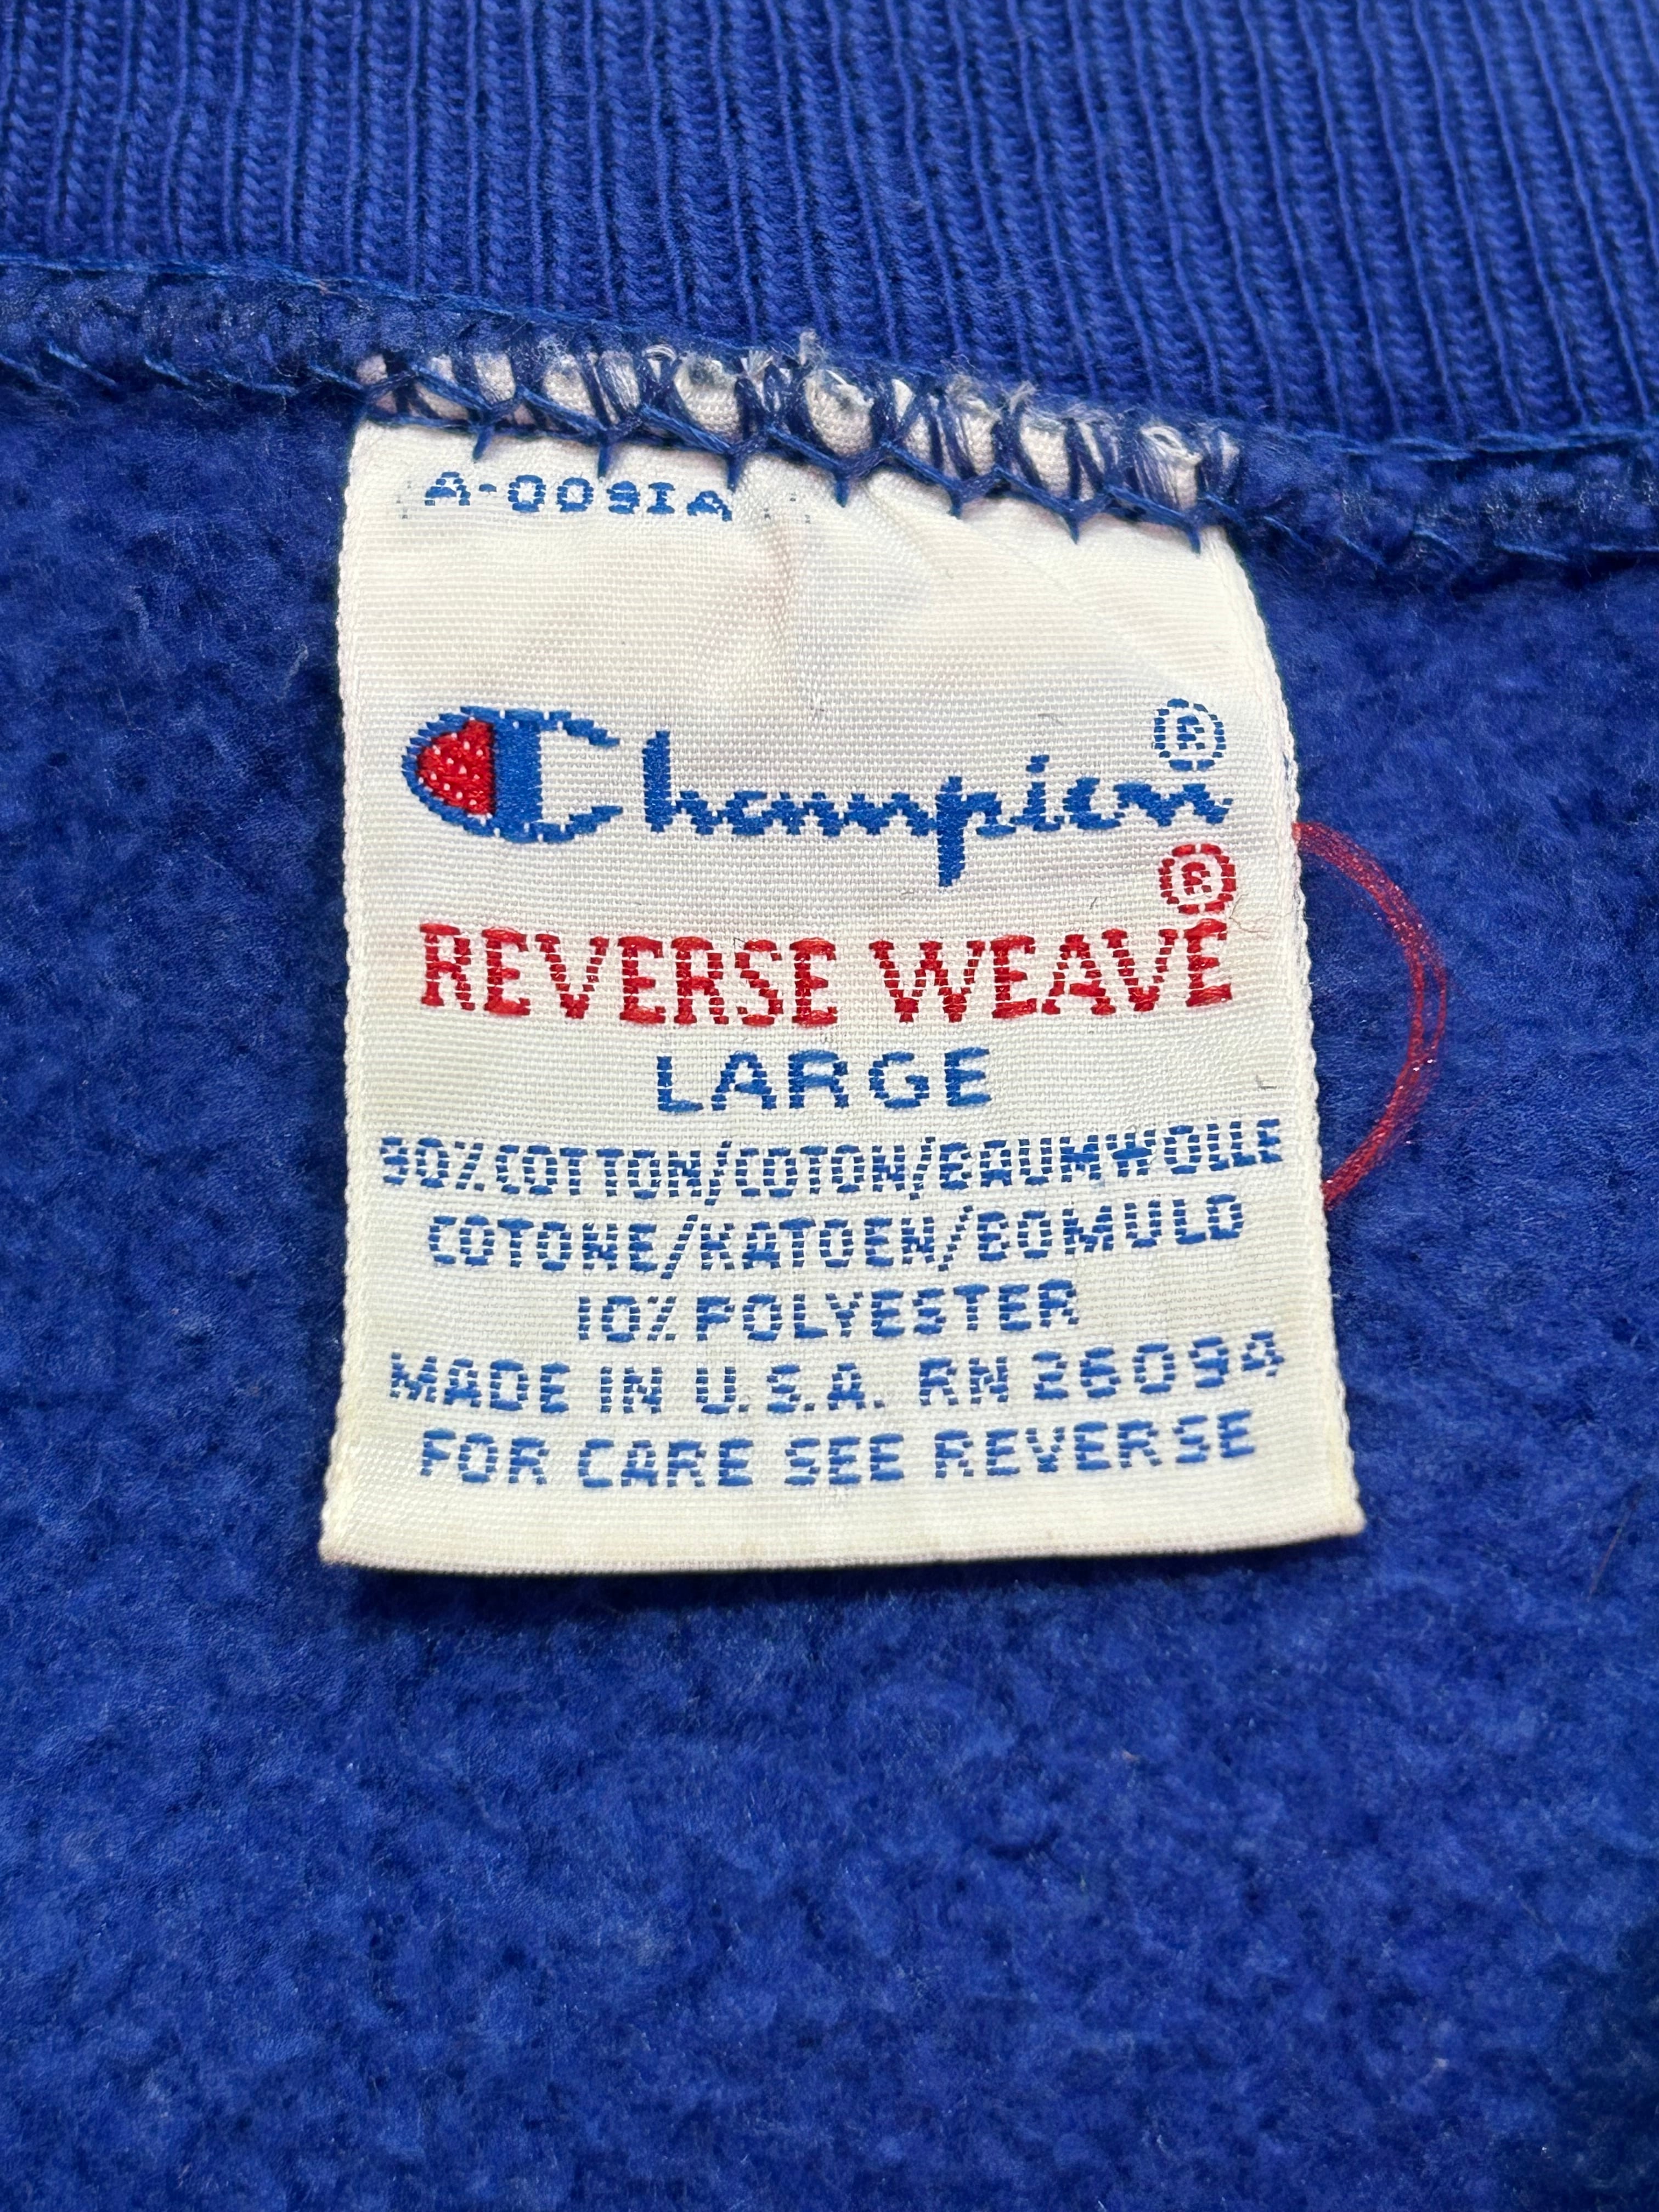 A-0091A
Champion®
REVERSE WEAVE®
LARGE
90% COTTON/COTON/BAUMWOLLE
COTONE/KATOEN/BOMULD
10% POLYESTER
MADE IN U.S.A. RN 26094
FOR CARE SEE REVERSE